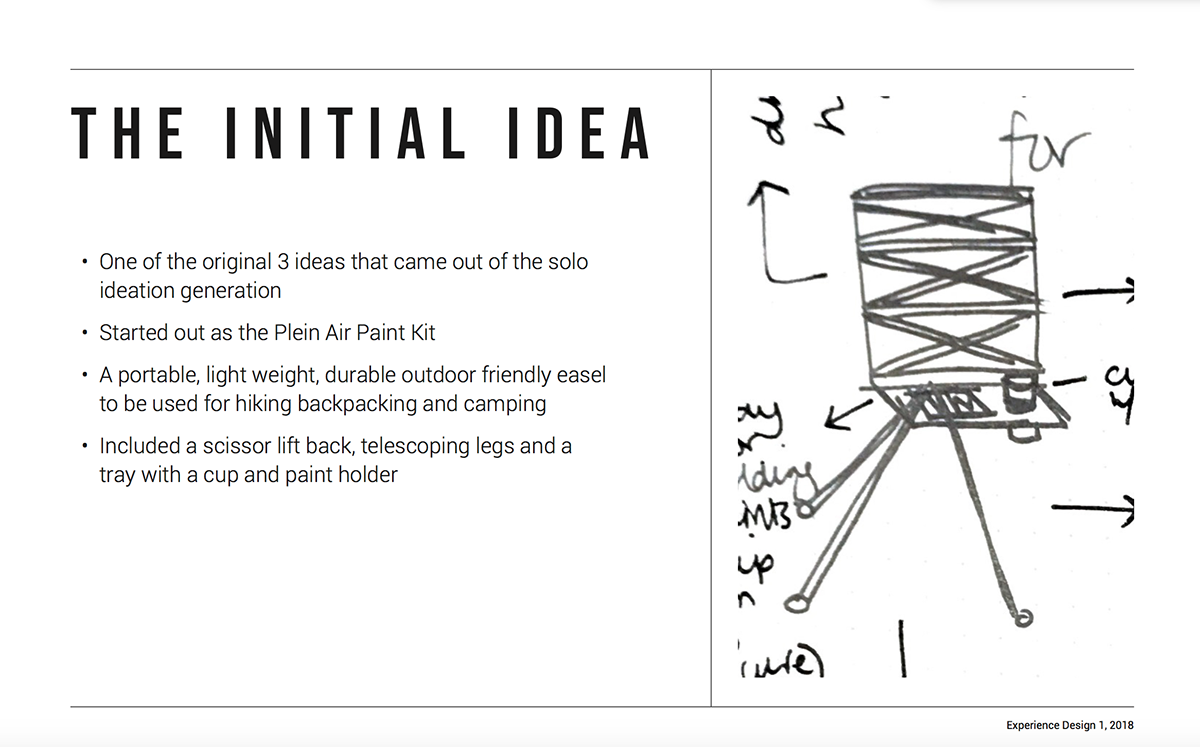 THE INITIAL IDEA
• One of the original 3 ideas that came out of the solo
ideation generation
• Started out as the Plein Air Paint Kit
• A portable, light weight, durable outdoor friendly easel
to be used for hiking backpacking and camping
• Included a scissor lift back, telescoping legs and a
tray with a cup and paint holder
for
Experience Design 1, 2018